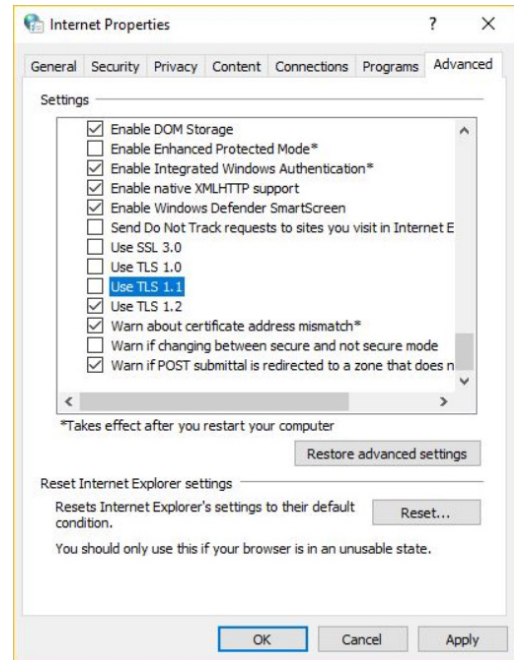 Internet Properties ? ×
General Security Privacy Content Connections Programs Advanced
Settings
Enable DOM Storage
Enable Enhanced Protected Mode*
Enable Integrated Windows Authentication*
Enable native XMLHTTP support
Enable Windows Defender SmartScreen
Send Do Not Track requests to sites you visit in Internet E
Use SSL 3.0
Use TLS 1.0
Use TLS 1.1
Use TLS 1.2
Warn about certificate address mismatch*
Warn if changing between secure and not secure mode
Warn if POST submittal is redirected to a zone that does n
*Takes effect after you restart your computer
Restore advanced settings
Reset Internet Explorer settings
Resets Internet Explorer's settings to their default
condition.
Reset...
You should only use this if your browser is in an unusable state.
OK Cancel Apply